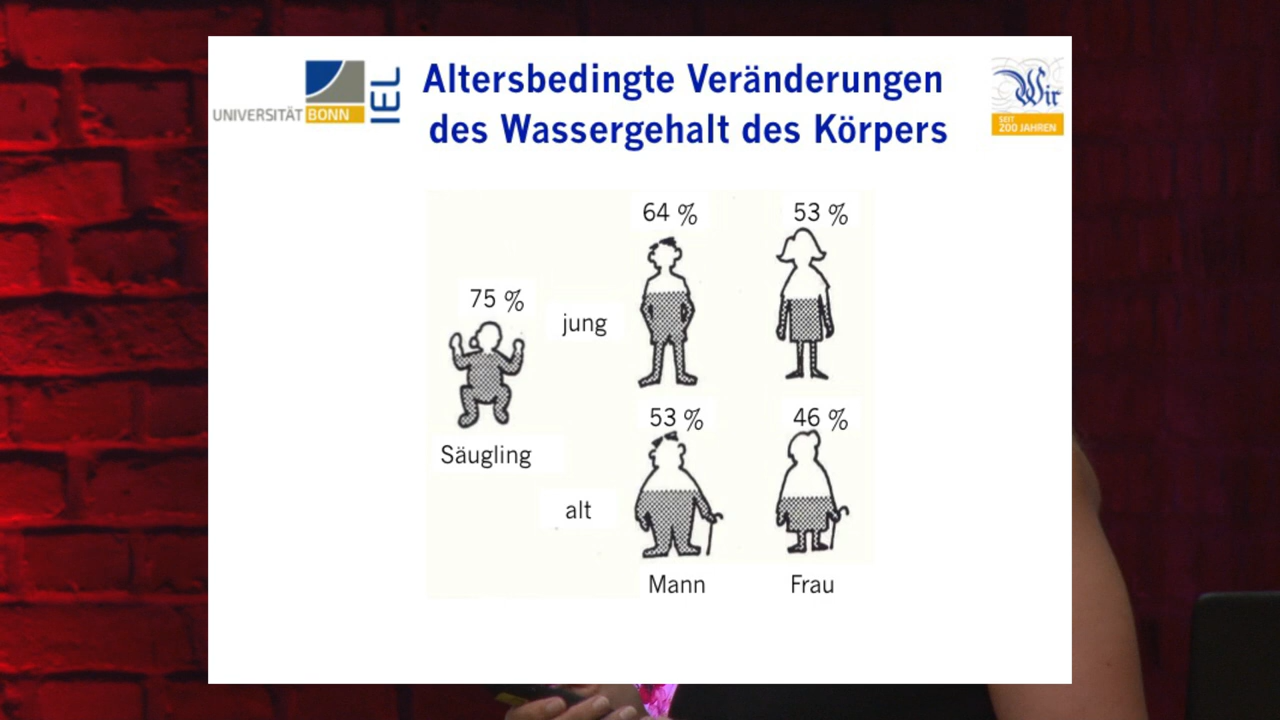 UNIVERSITÄT BONN
IEL
Altersbedingte Veränderungen
des Wassergehalt des Körpers
Wir
SEIT
200 JAHREN
64 %
53 %
75 %
jung
53 %
46 %
Säugling
alt
Mann
Frau